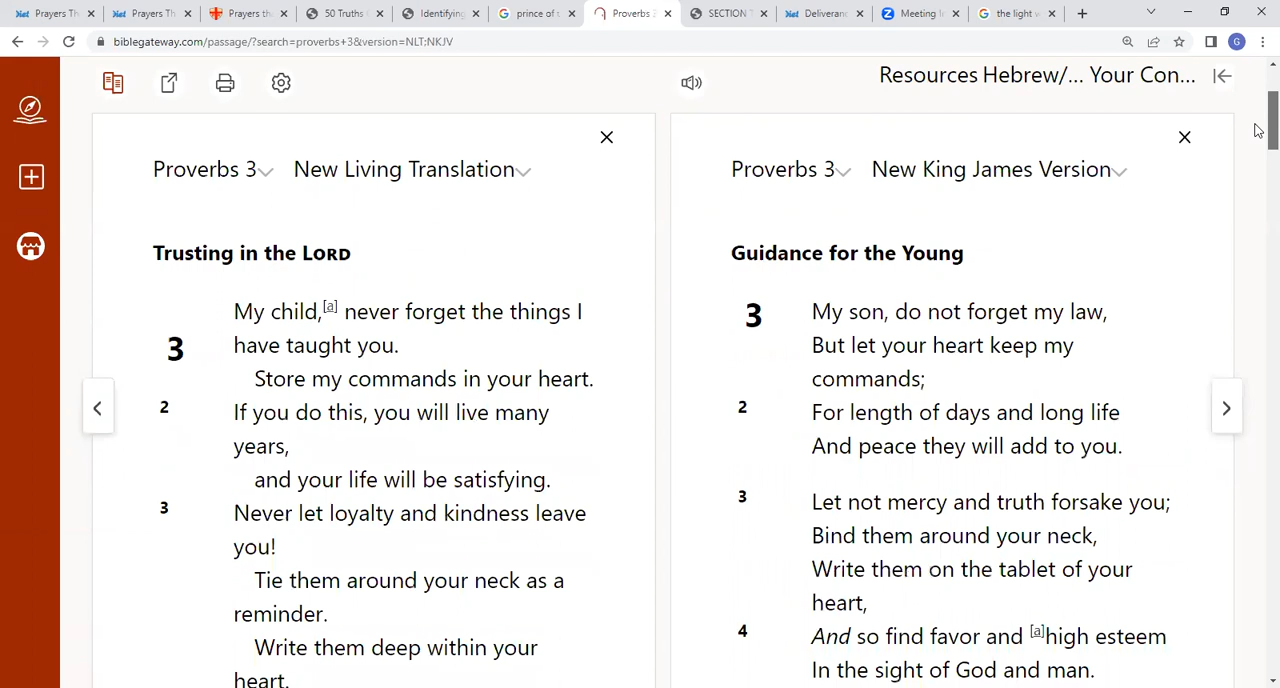 Prayers Th
Prayers Th
Prayers tha
50 Truths
Identifying
prince of
Proverbs 3
SECTION
Deliveranc
Meeting I
the light
biblegateway.com/passage/?search=proverbs+3&version=NLT;NKJV
G
Resources Hebrew/... Your Con...
Proverbs 3 New Living Translation
Trusting in the LORD
3 My child,[a] never forget the things I
have taught you.
Store my commands in your heart.
2 If you do this, you will live many
years,
and your life will be satisfying.
3 Never let loyalty and kindness leave
you!
Tie them around your neck as a
reminder.
Write them deep within your
heart.
Proverbs 3 New King James Version
Guidance for the Young
3 My son, do not forget my law,
But let your heart keep my
commands;
2 For length of days and long life
And peace they will add to you.
3 Let not mercy and truth forsake you;
Bind them around your neck,
Write them on the tablet of your
heart,
4 And so find favor and [a]high esteem
In the sight of God and man.